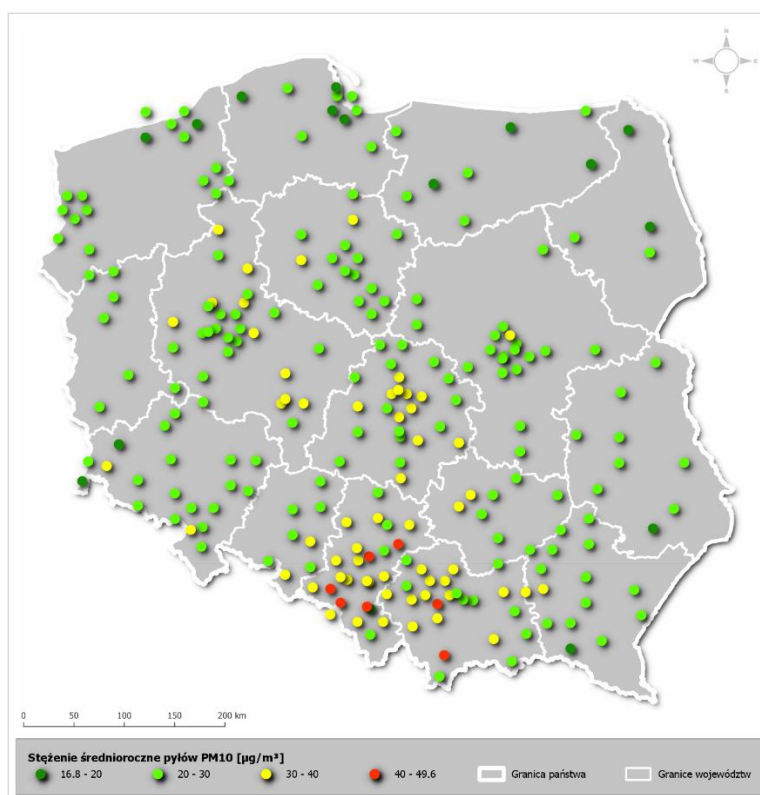 N
W E
S
0 50 100 150 200 km
Stężenie średnioroczne pyłów PM10 [µg/m³]
16.8 - 20 20 - 30 30 - 40 40 - 49.6 Granica państwa Granice województw